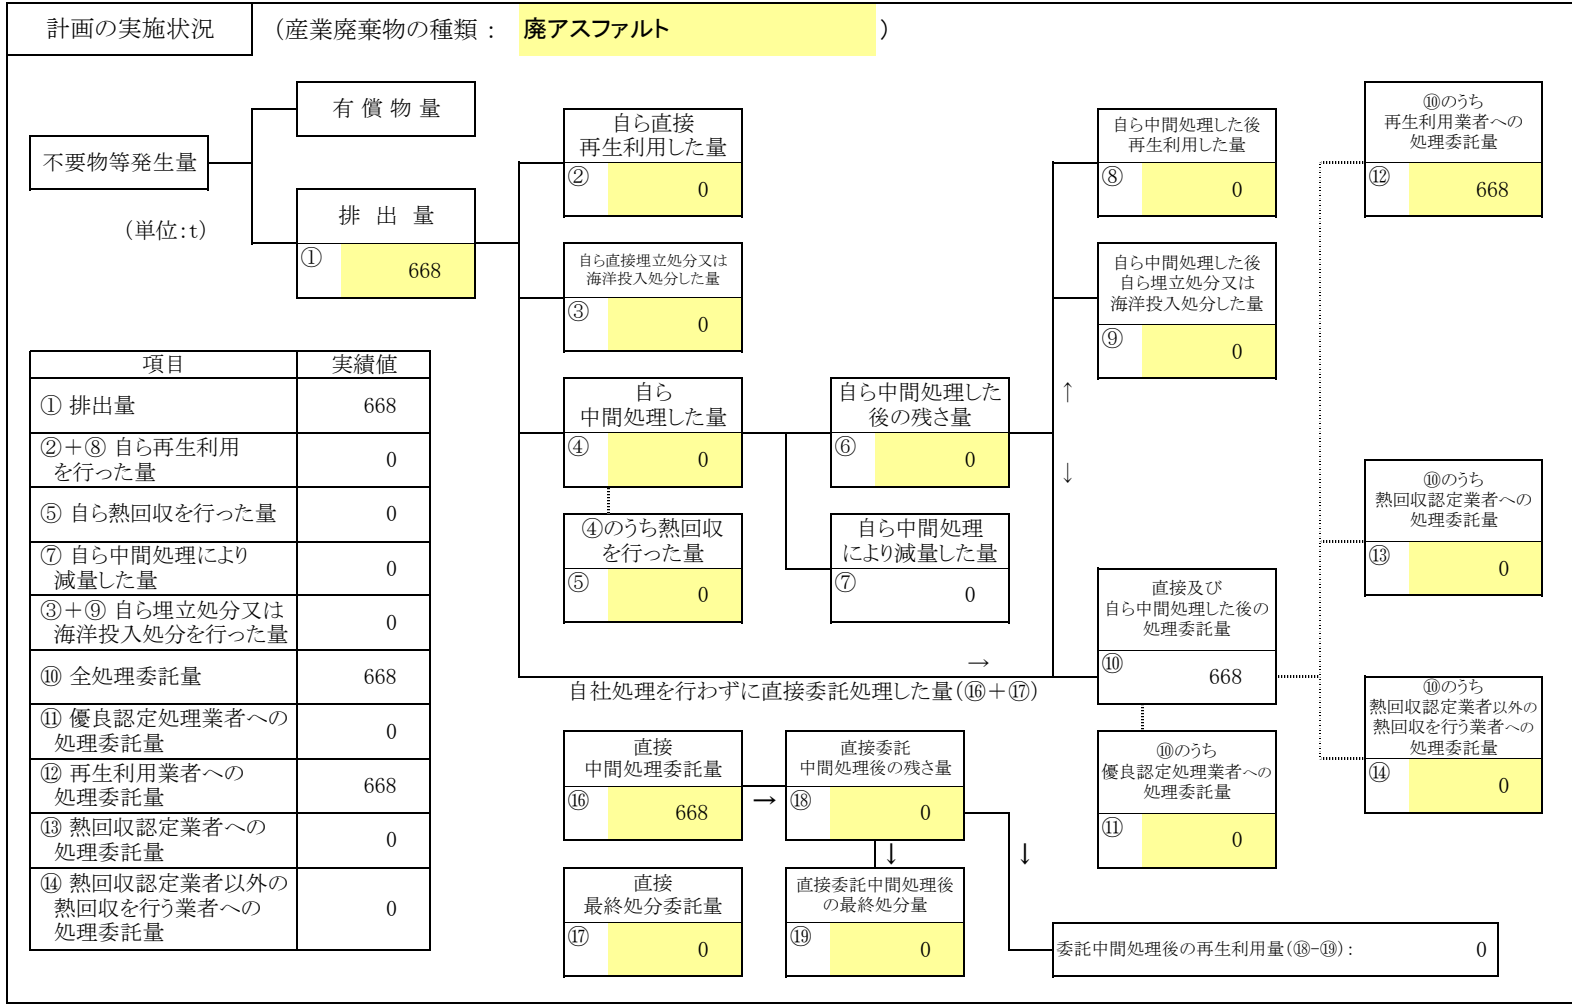 計画の実施状況
(産業廃棄物の種類： 廃アスファルト )
不要物等発生量
(単位:t)
有 償 物 量
排 出 量
① 668
自ら直接
再生利用した量
② 0
自ら直接埋立処分又は
海洋投入処分した量
③ 0
自ら
中間処理した量
④ 0
④のうち熱回収
を行った量
⑤ 0
自ら中間処理した
後の残さ量
⑥ 0
自ら中間処理
により減量した量
⑦ 0
自ら中間処理した後
再生利用した量
⑧ 0
自ら中間処理した後
自ら埋立処分又は
海洋投入処分した量
⑨ 0
↑
↓
直接及び
自ら中間処理した後の
処理委託量
⑩ 668
→
自社処理を行わずに直接委託処理した量(⑯＋⑰)
⑩のうち
優良認定処理業者への
処理委託量
⑪ 0
⑩のうち
再生利用業者への
処理委託量
⑫ 668
⑩のうち
熱回収認定業者への
処理委託量
⑬ 0
⑩のうち
熱回収認定業者以外の
熱回収を行う業者への
処理委託量
⑭ 0
直接
中間処理委託量
⑯ 668
→
直接委託
中間処理後の残さ量
⑱ 0
↓
↓
直接
最終処分委託量
⑰ 0
直接委託中間処理後
の最終処分量
⑲ 0
委託中間処理後の再生利用量(⑱-⑲)： 0
項目 実績値
① 排出量 668
②＋⑧ 自ら再生利用
を行った量 0
⑤ 自ら熱回収を行った量 0
⑦ 自ら中間処理により
減量した量 0
③＋⑨ 自ら埋立処分又は
海洋投入処分を行った量 0
⑩ 全処理委託量 668
⑪ 優良認定処理業者への
処理委託量 0
⑫ 再生利用業者への
処理委託量 668
⑬ 熱回収認定業者への
処理委託量 0
⑭ 熱回収認定業者以外の
熱回収を行う業者への
処理委託量 0